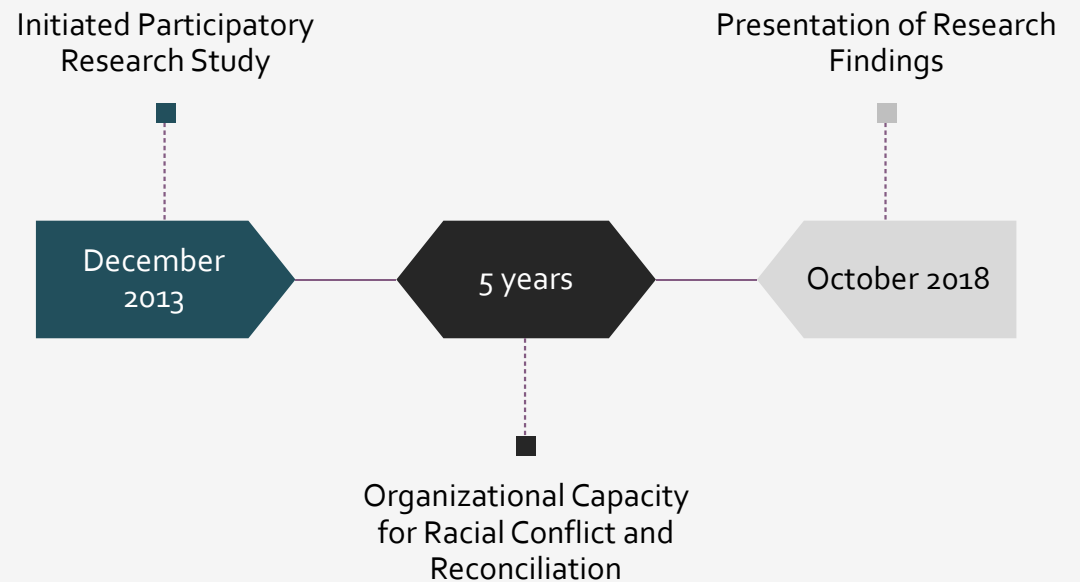 Initiated Participatory
Research Study
Presentation of Research
Findings
December
2013
5 years
October 2018
Organizational Capacity
for Racial Conflict and
Reconciliation